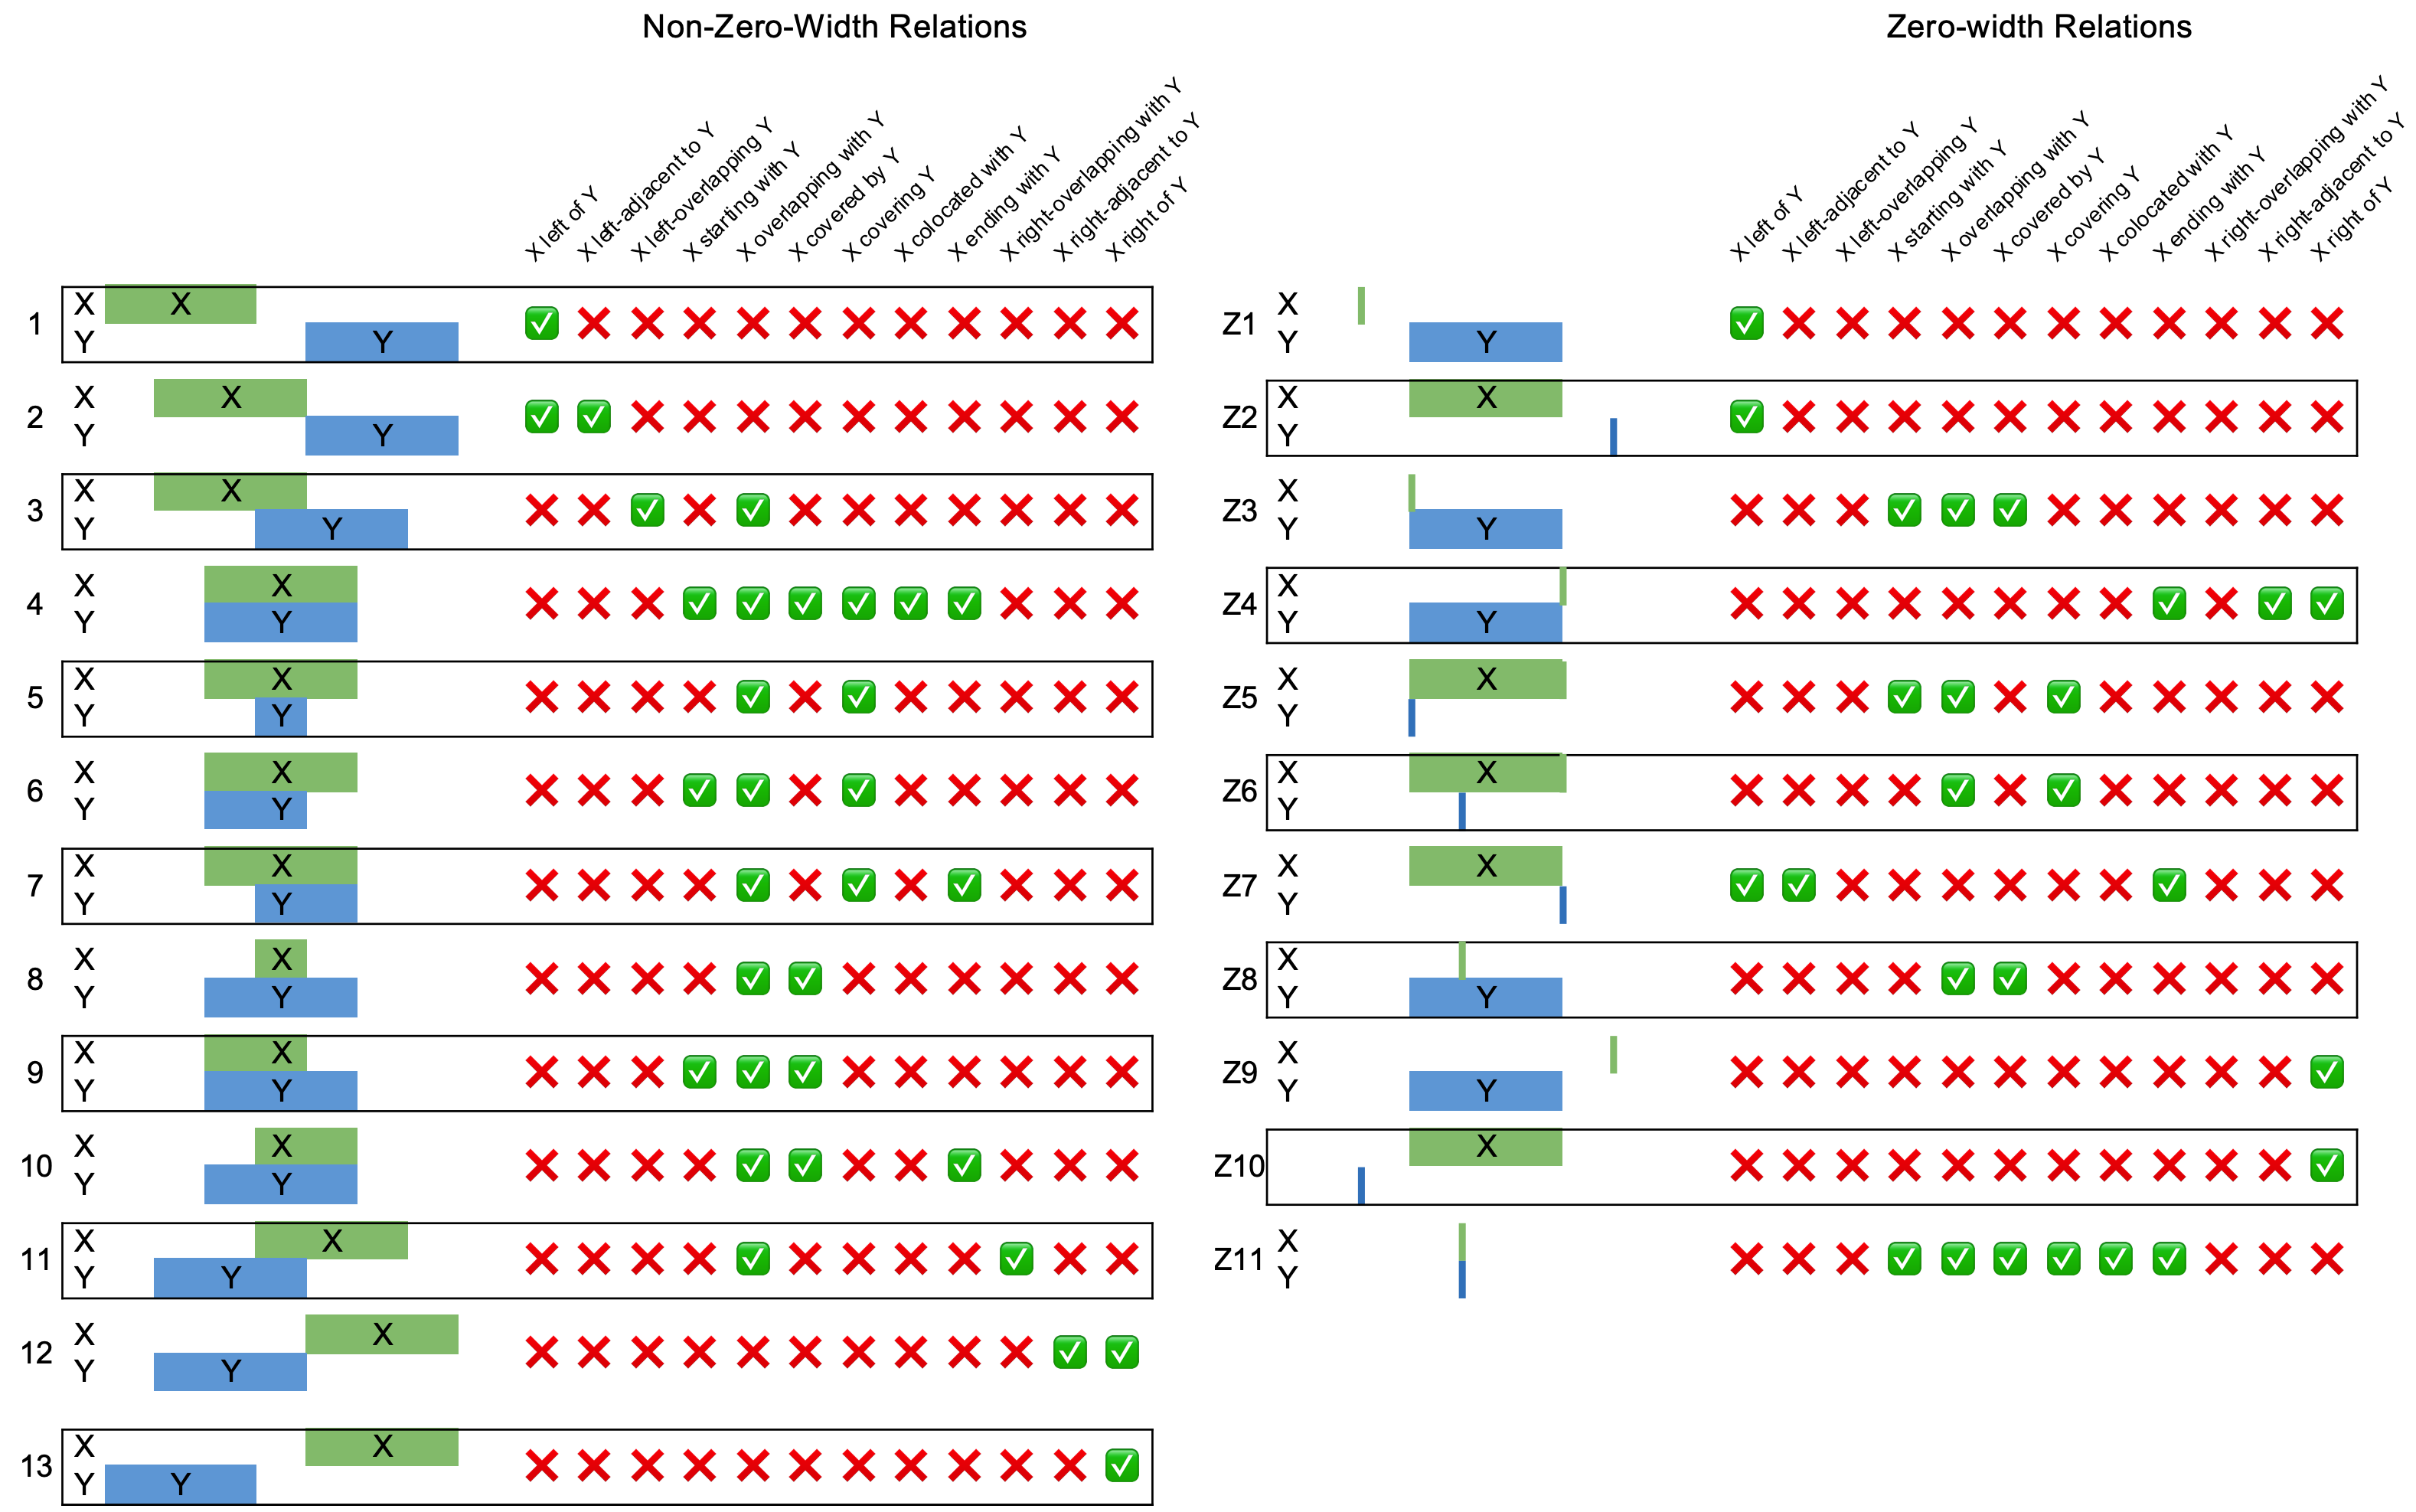 Non-Zero-Width Relations
X left of Y
X left-adjacent to Y
X left-overlapping Y
X starting with Y
X overlapping with Y
X covered by Y
X covering Y
X colocated with Y
X ending with Y
X right-overlapping with Y
X right-adjacent to Y
X right of Y
1
X X
Y Y
2
X X
Y Y
3
X X
Y Y
4
X X
Y Y
5
X X
Y Y
6
X X
Y Y
7
X X
Y Y
8
X X
Y Y
9
X X
Y Y
10
X X
Y Y
11
X X
Y Y
12
X X
Y Y
13
X X
Y Y
Zero-width Relations
X left of Y
X left-adjacent to Y
X left-overlapping Y
X starting with Y
X overlapping with Y
X covered by Y
X covering Y
X colocated with Y
X ending with Y
X right-overlapping with Y
X right-adjacent to Y
X right of Y
Z1
X
Y Y
Z2
X X
Y
Z3
X
Y Y
Z4
X
Y Y
Z5
X X
Y
Z6
X X
Y
Z7
X X
Y
Z8
X
Y Y
Z9
X
Y Y
Z10
X
Z11
X
Y